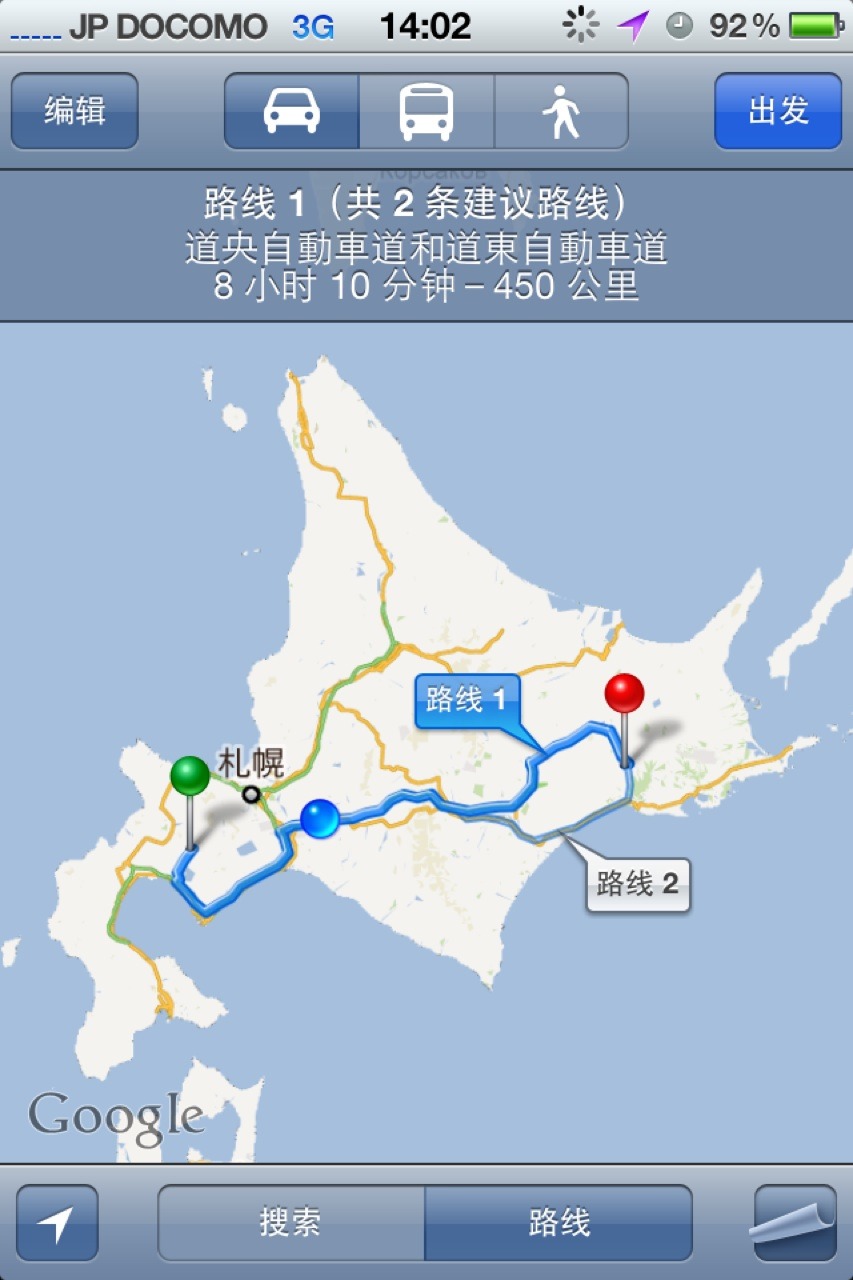 JP DOCOMO 3G 14:02 92%
编辑
出发
Корсаков
路线 1（共 2 条建议路线）
道央自動車道和道東自動車道
8 小时 10 分钟 – 450 公里
路线 1
札幌
路线 2
Google
搜索
路线